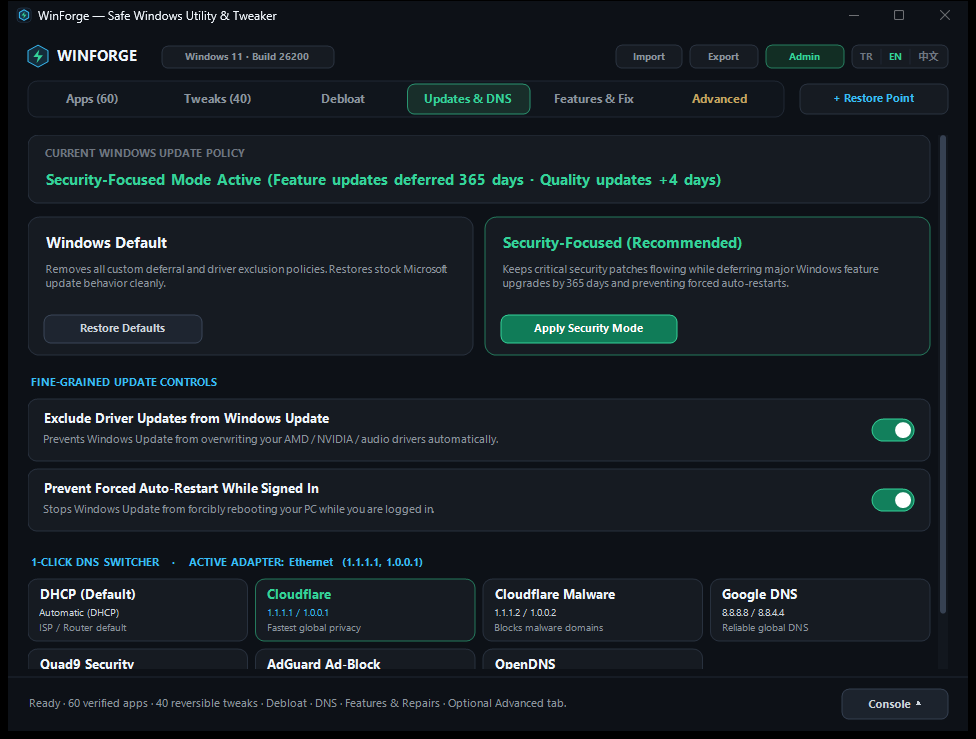 WinForge — Safe Windows Utility & Tweaker
WINFORGE
Windows 11 · Build 26200
Import
Export
Admin
TR
EN
中文
Apps (60)
Tweaks (40)
Debloat
Updates & DNS
Features & Fix
Advanced
+ Restore Point
CURRENT WINDOWS UPDATE POLICY
Security-Focused Mode Active (Feature updates deferred 365 days · Quality updates +4 days)
Windows Default
Removes all custom deferral and driver exclusion policies. Restores stock Microsoft
update behavior cleanly.
Restore Defaults
Security-Focused (Recommended)
Keeps critical security patches flowing while deferring major Windows feature
upgrades by 365 days and preventing forced auto-restarts.
Apply Security Mode
FINE-GRAINED UPDATE CONTROLS
Exclude Driver Updates from Windows Update
Prevents Windows Update from overwriting your AMD / NVIDIA / audio drivers automatically.
Prevent Forced Auto-Restart While Signed In
Stops Windows Update from forcibly rebooting your PC while you are logged in.
1-CLICK DNS SWITCHER · ACTIVE ADAPTER: Ethernet (1.1.1.1, 1.0.0.1)
DHCP (Default)
Automatic (DHCP)
ISP / Router default
Cloudflare
1.1.1.1 / 1.0.0.1
Fastest global privacy
Cloudflare Malware
1.1.1.2 / 1.0.0.2
Blocks malware domains
Google DNS
8.8.8.8 / 8.8.4.4
Reliable global DNS
Quad9 Security
AdGuard Ad-Block
OpenDNS
Ready · 60 verified apps · 40 reversible tweaks · Debloat · DNS · Features & Repairs · Optional Advanced tab.
Console ▴